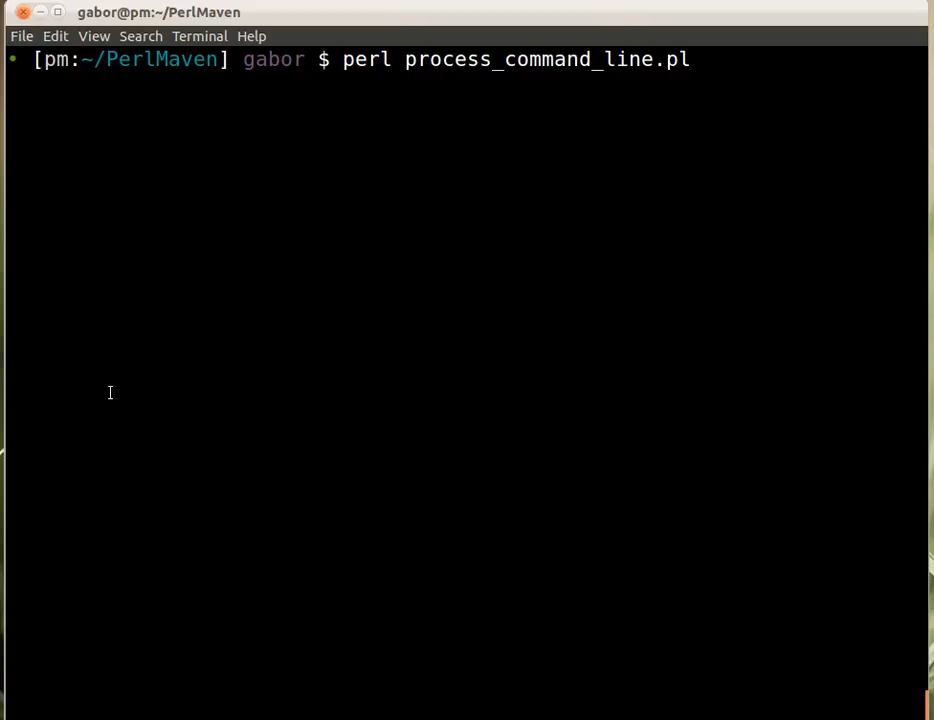 gabor@pm:~/PerlMaven
File Edit View Search Terminal Help
[pm:~/PerlMaven] gabor $ perl process_command_line.pl